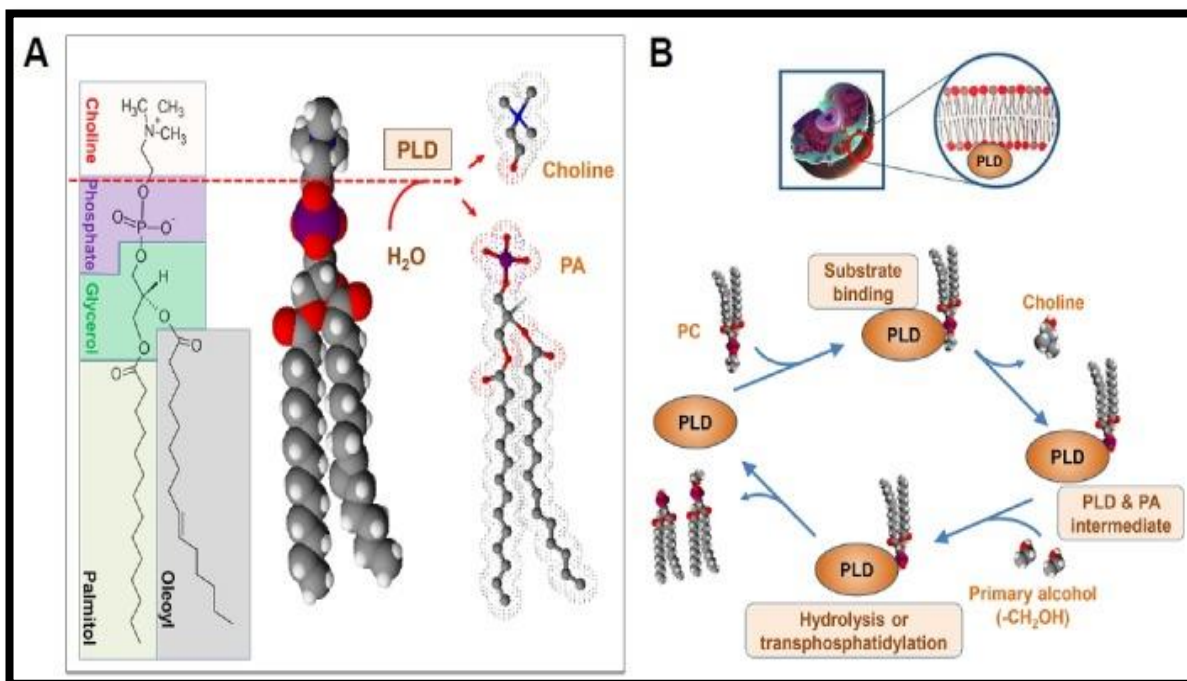 A
Choline
Phosphate
Glycerol
Palmitol
Oleoyl
H₃C CH₃
N⁺ CH₃
O
O=P-O⁻
O
H
O
O
O
O
PLD
H₂O
Choline
PA
B
PLD
Substrate
binding
PLD
PC
Choline
PLD
PLD
PLD & PA
intermediate
PLD
Primary alcohol
(-CH₂OH)
Hydrolysis or
transphosphatidylation